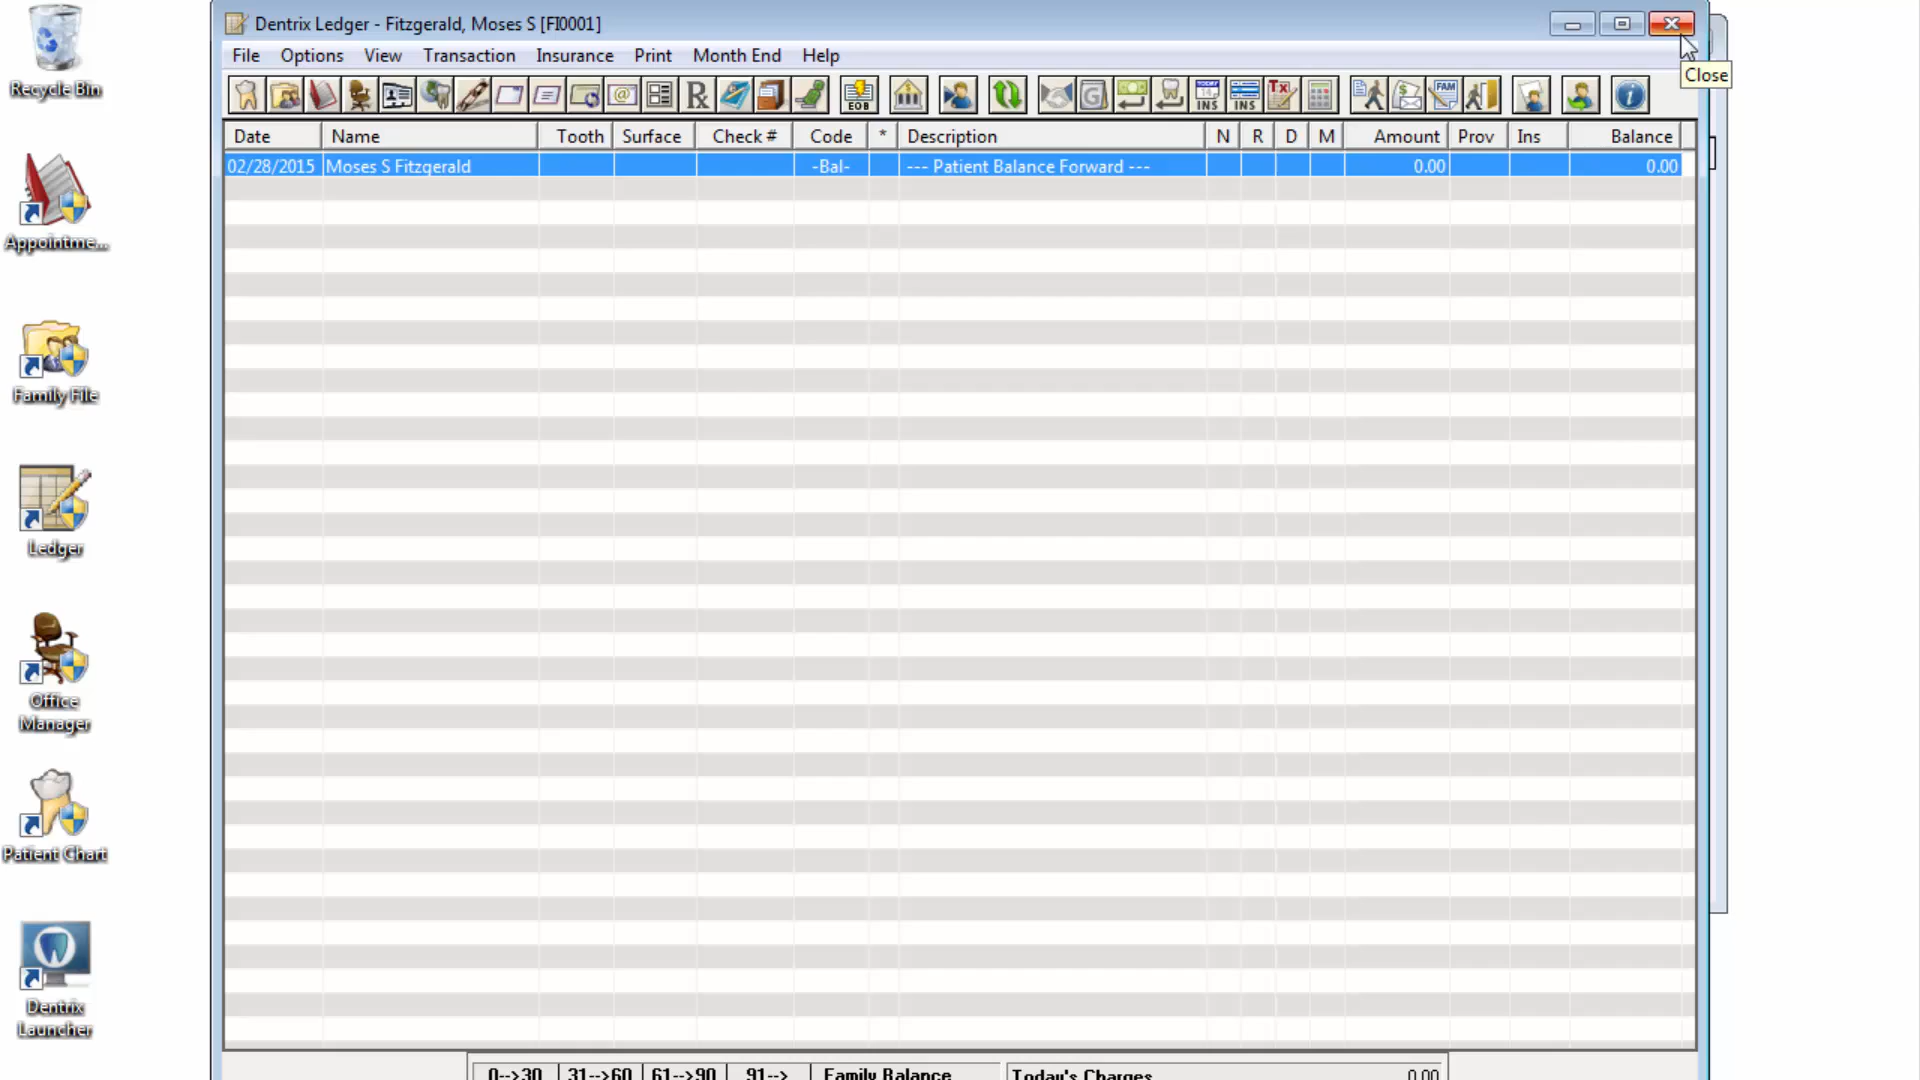 Recycle Bin
Appointme...
Family File
Ledger
Office
Manager
Patient Chart
Dentrix
Launcher
Dentrix Ledger - Fitzgerald, Moses S [FI0001]
File Options View Transaction Insurance Print Month End Help
Close
EOB
TODAY INS
INS
Tx
FAM
Date Name Tooth Surface Check # Code * Description N R D M Amount Prov Ins Balance
02/28/2015 Moses S Fitzgerald -Bal- --- Patient Balance Forward --- 0.00 0.00
0-->30 31-->60 61-->90 91--> Family Balance Today's Charges 0.00